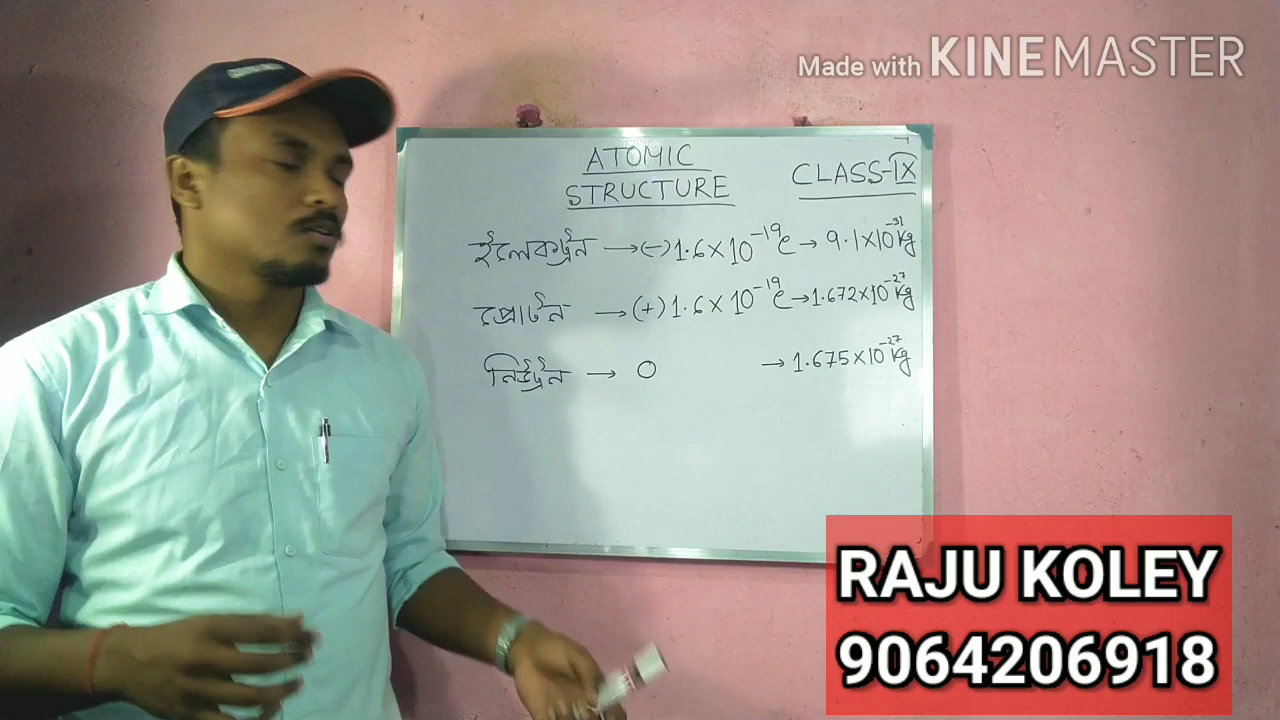 Made with KINEMASTER
ATOMIC
STRUCTURE
CLASS-IX
ইলেকট্রন → (-) 1.6 × 10⁻¹⁹ C → 9.1 × 10⁻³¹ kg
প্রোটন → (+) 1.6 × 10⁻¹⁹ C → 1.672 × 10⁻²⁷ kg
নিউট্রন → 0 → 1.675 × 10⁻²⁷ kg
RAJU KOLEY
9064206918